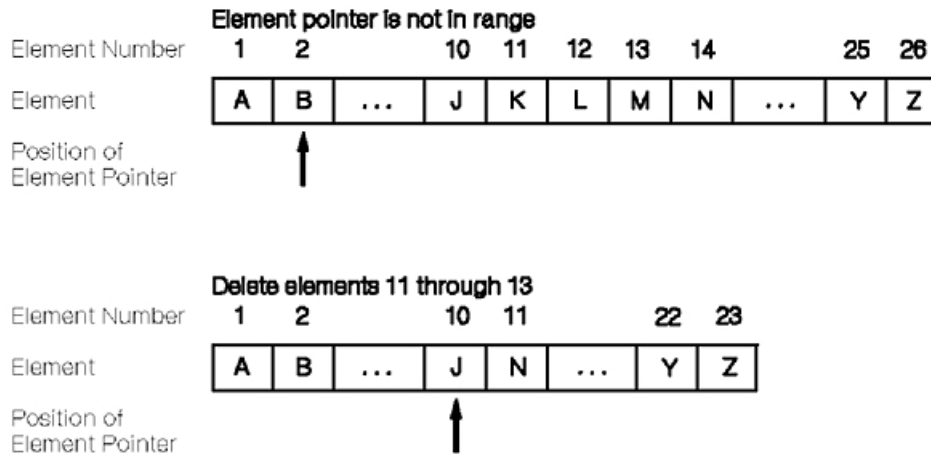 Element pointer is not in range
Element Number 1 2 10 11 12 13 14 25 26
Element A B ... J K L M N ... Y Z
Position of
Element Pointer
Delete elements 11 through 13
Element Number 1 2 10 11 22 23
Element A B ... J N ... Y Z
Position of
Element Pointer